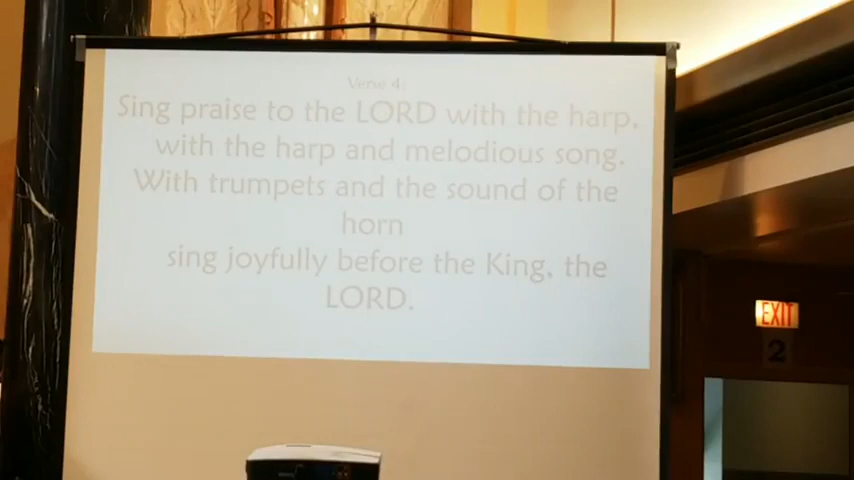 Verse 4:
Sing praise to the LORD with the harp,
with the harp and melodious song.
With trumpets and the sound of the
horn
sing joyfully before the King, the
LORD.
EXIT
2